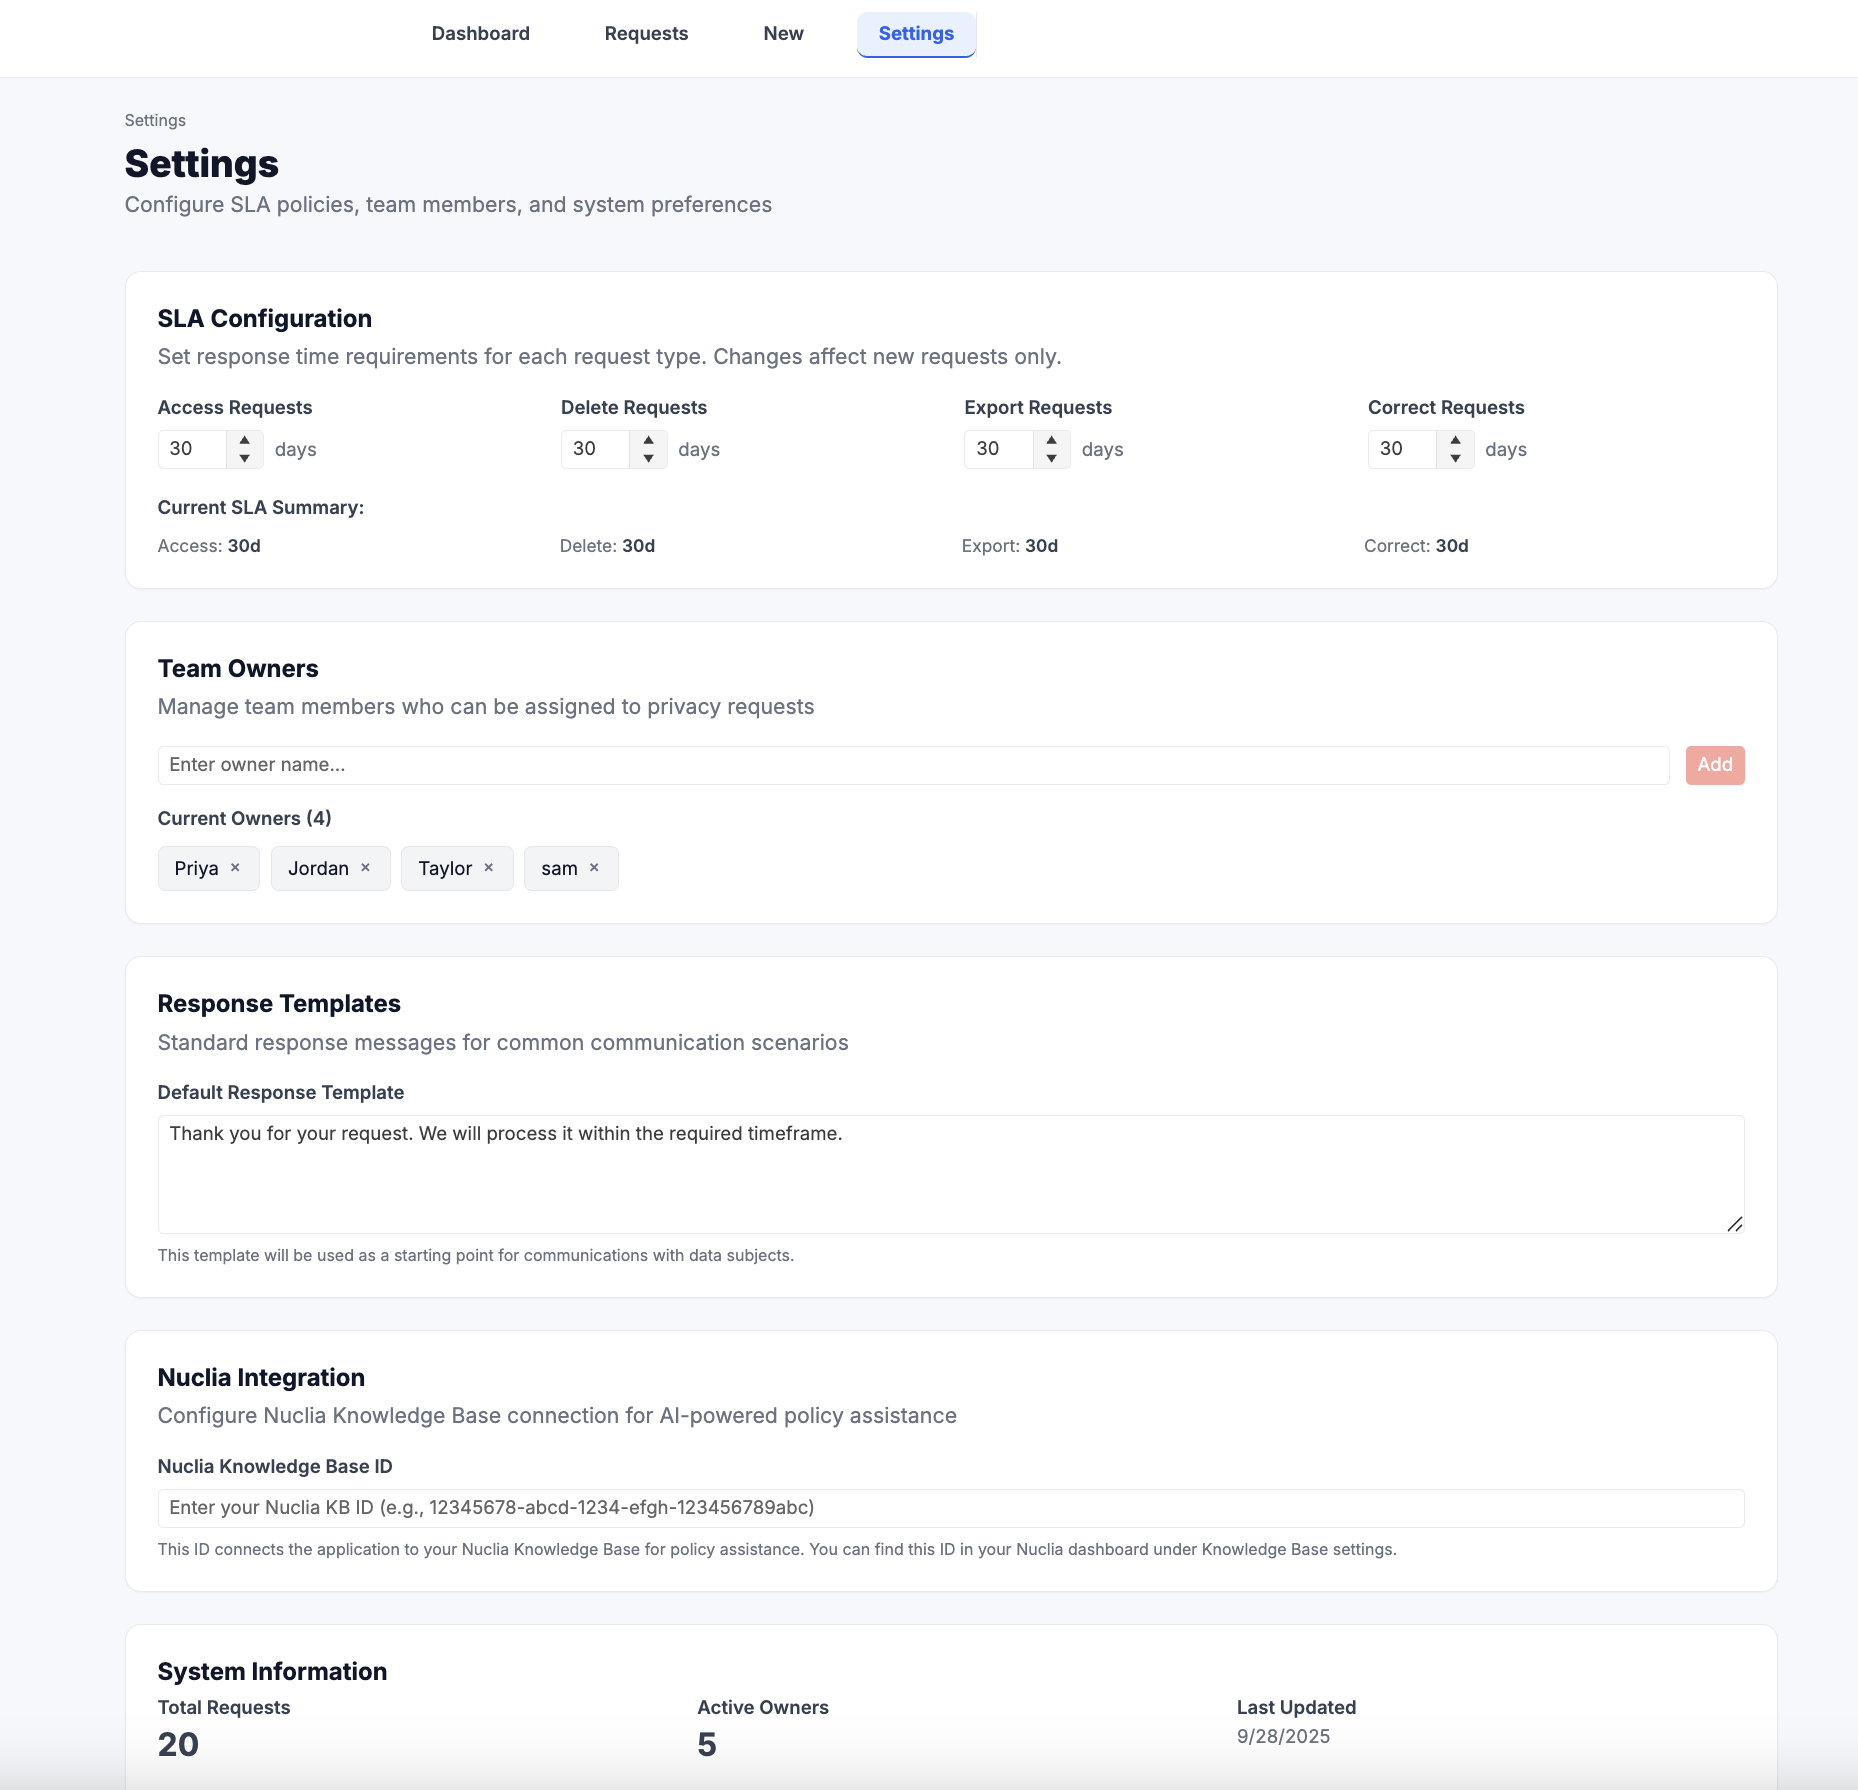 Dashboard Requests New Settings
Settings
Settings
Configure SLA policies, team members, and system preferences
SLA Configuration
Set response time requirements for each request type. Changes affect new requests only.
Access Requests Delete Requests Export Requests Correct Requests
30 days 30 days 30 days 30 days
Current SLA Summary:
Access: 30d Delete: 30d Export: 30d Correct: 30d
Team Owners
Manage team members who can be assigned to privacy requests
Enter owner name... Add
Current Owners (4)
Priya × Jordan × Taylor × sam ×
Response Templates
Standard response messages for common communication scenarios
Default Response Template
Thank you for your request. We will process it within the required timeframe.
This template will be used as a starting point for communications with data subjects.
Nuclia Integration
Configure Nuclia Knowledge Base connection for AI-powered policy assistance
Nuclia Knowledge Base ID
Enter your Nuclia KB ID (e.g., 12345678-abcd-1234-efgh-123456789abc)
This ID connects the application to your Nuclia Knowledge Base for policy assistance. You can find this ID in your Nuclia dashboard under Knowledge Base settings.
System Information
Total Requests Active Owners Last Updated
20 5 9/28/2025